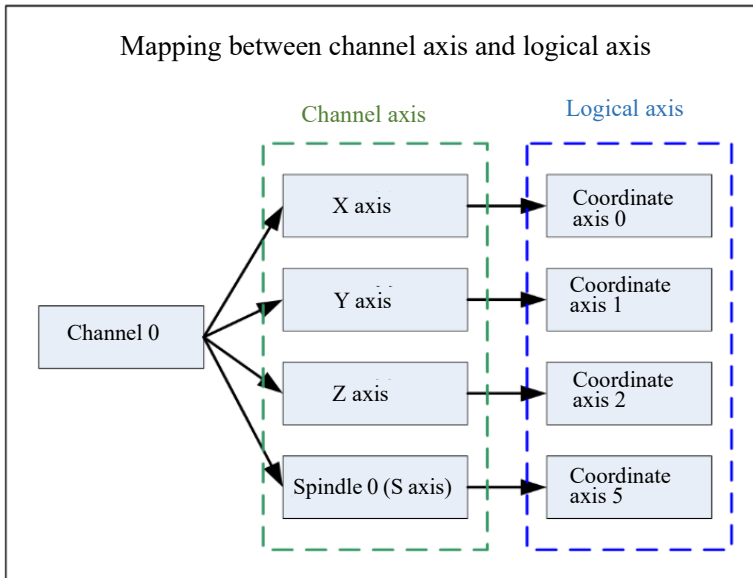 Mapping between channel axis and logical axis
Channel axis
Logical axis
X axis
Coordinate
axis 0
Y axis
Coordinate
axis 1
Channel 0
Z axis
Coordinate
axis 2
Spindle 0 (S axis)
Coordinate
axis 5